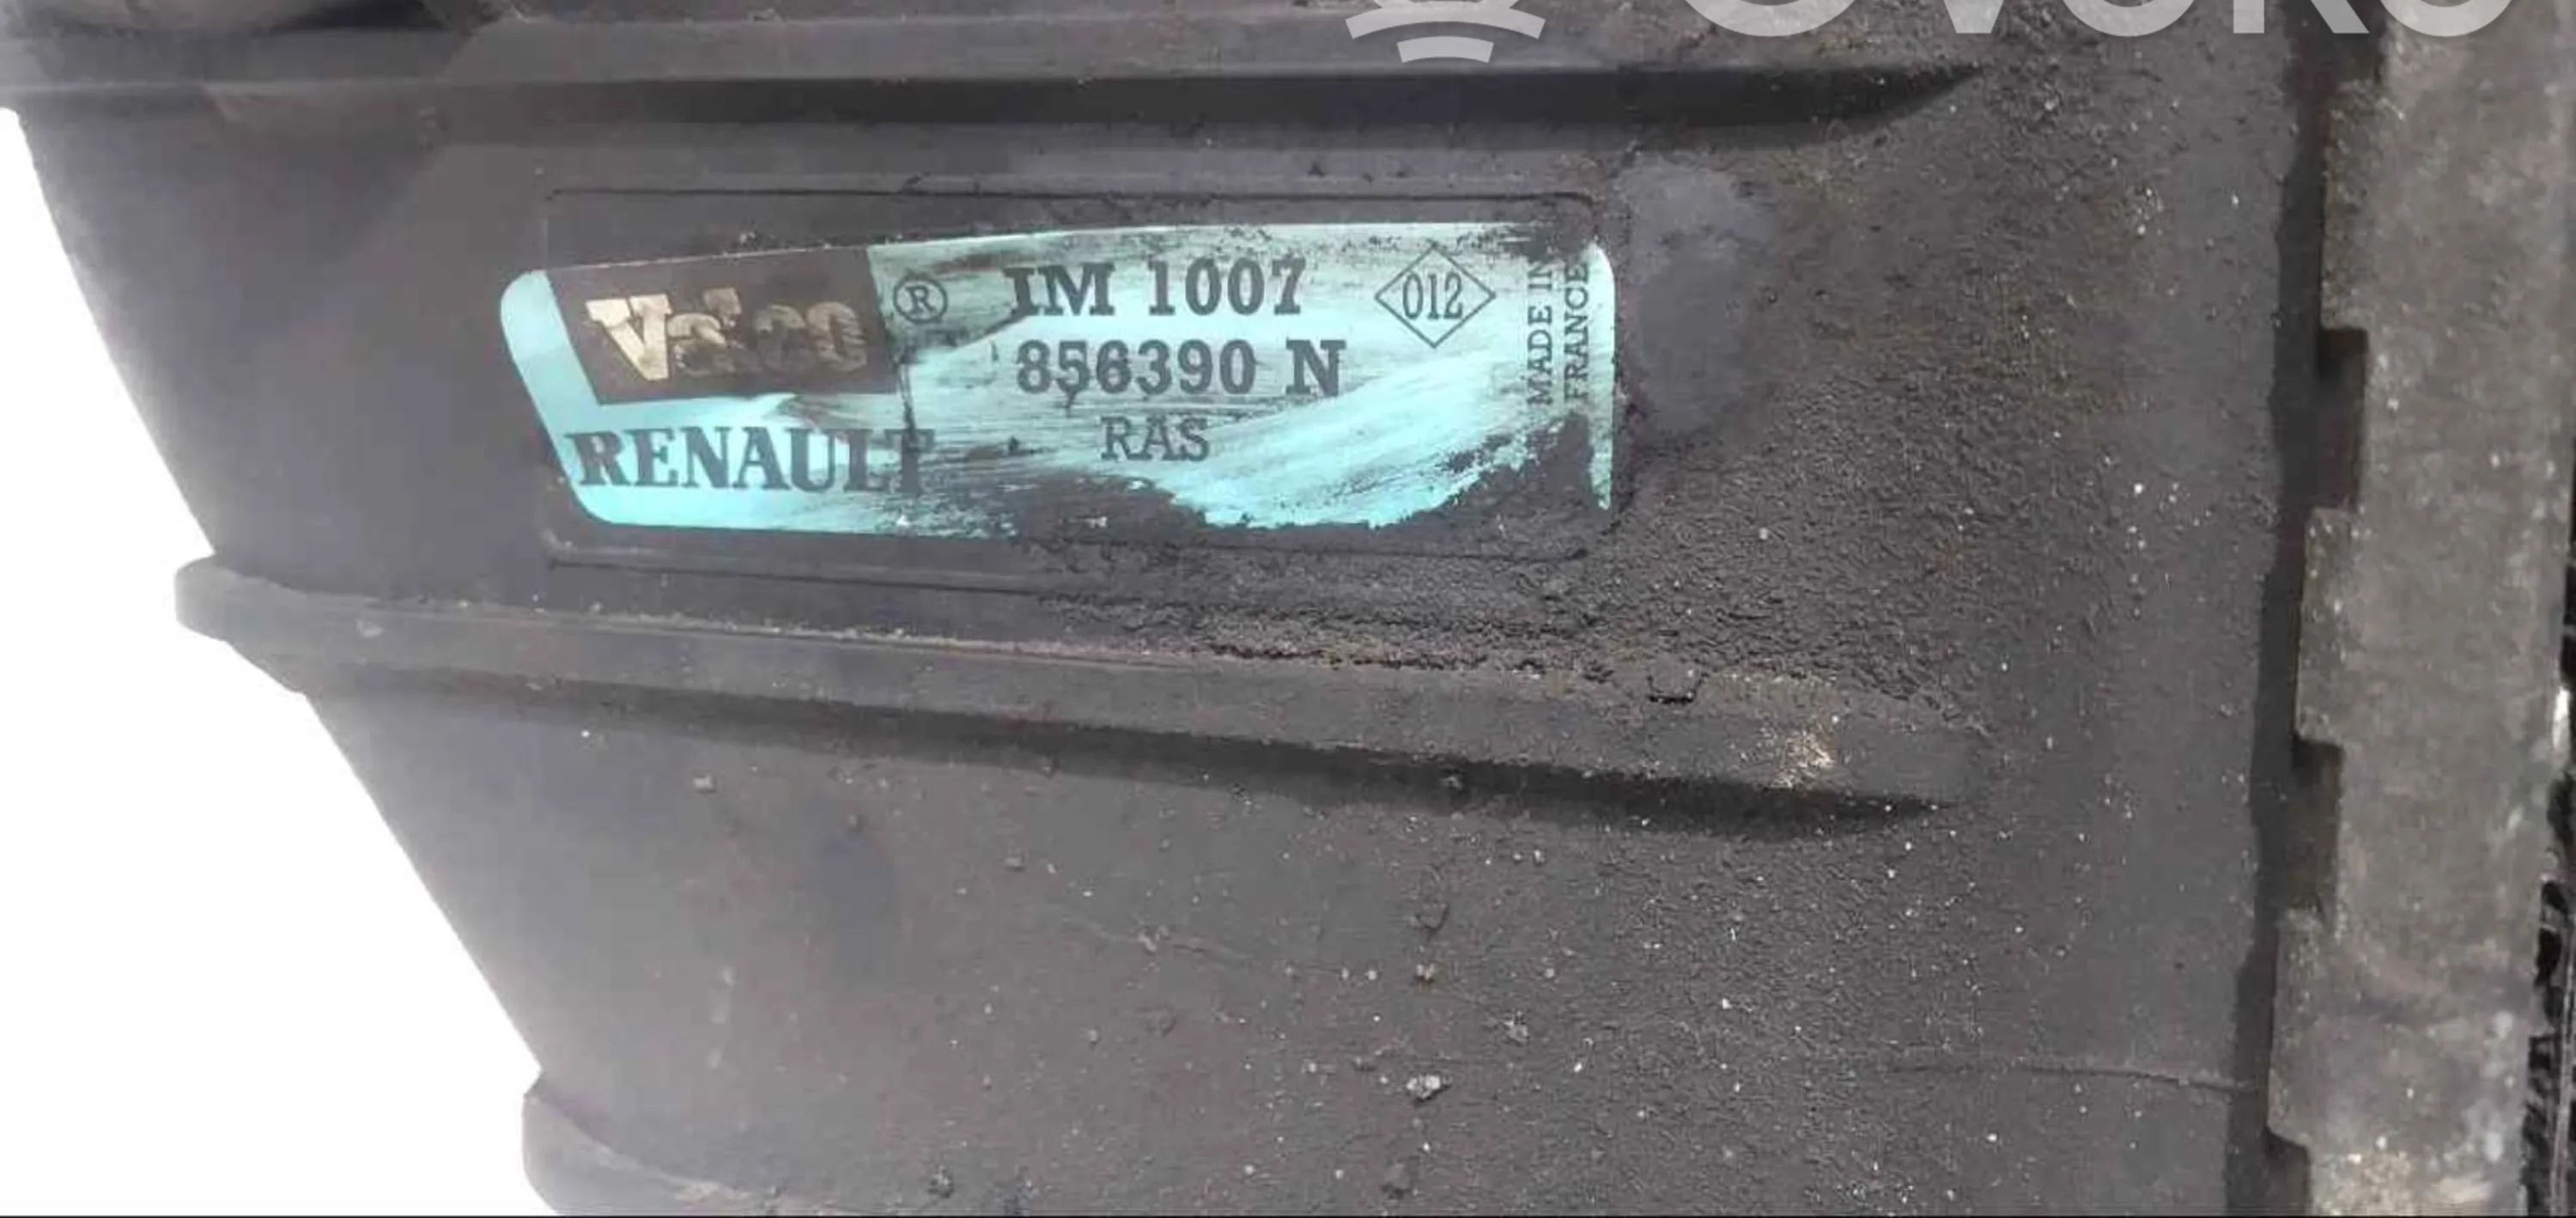 Valeo ® IM 1007
012
856390 N
RAS
RENAULT
MADE IN
FRANCE